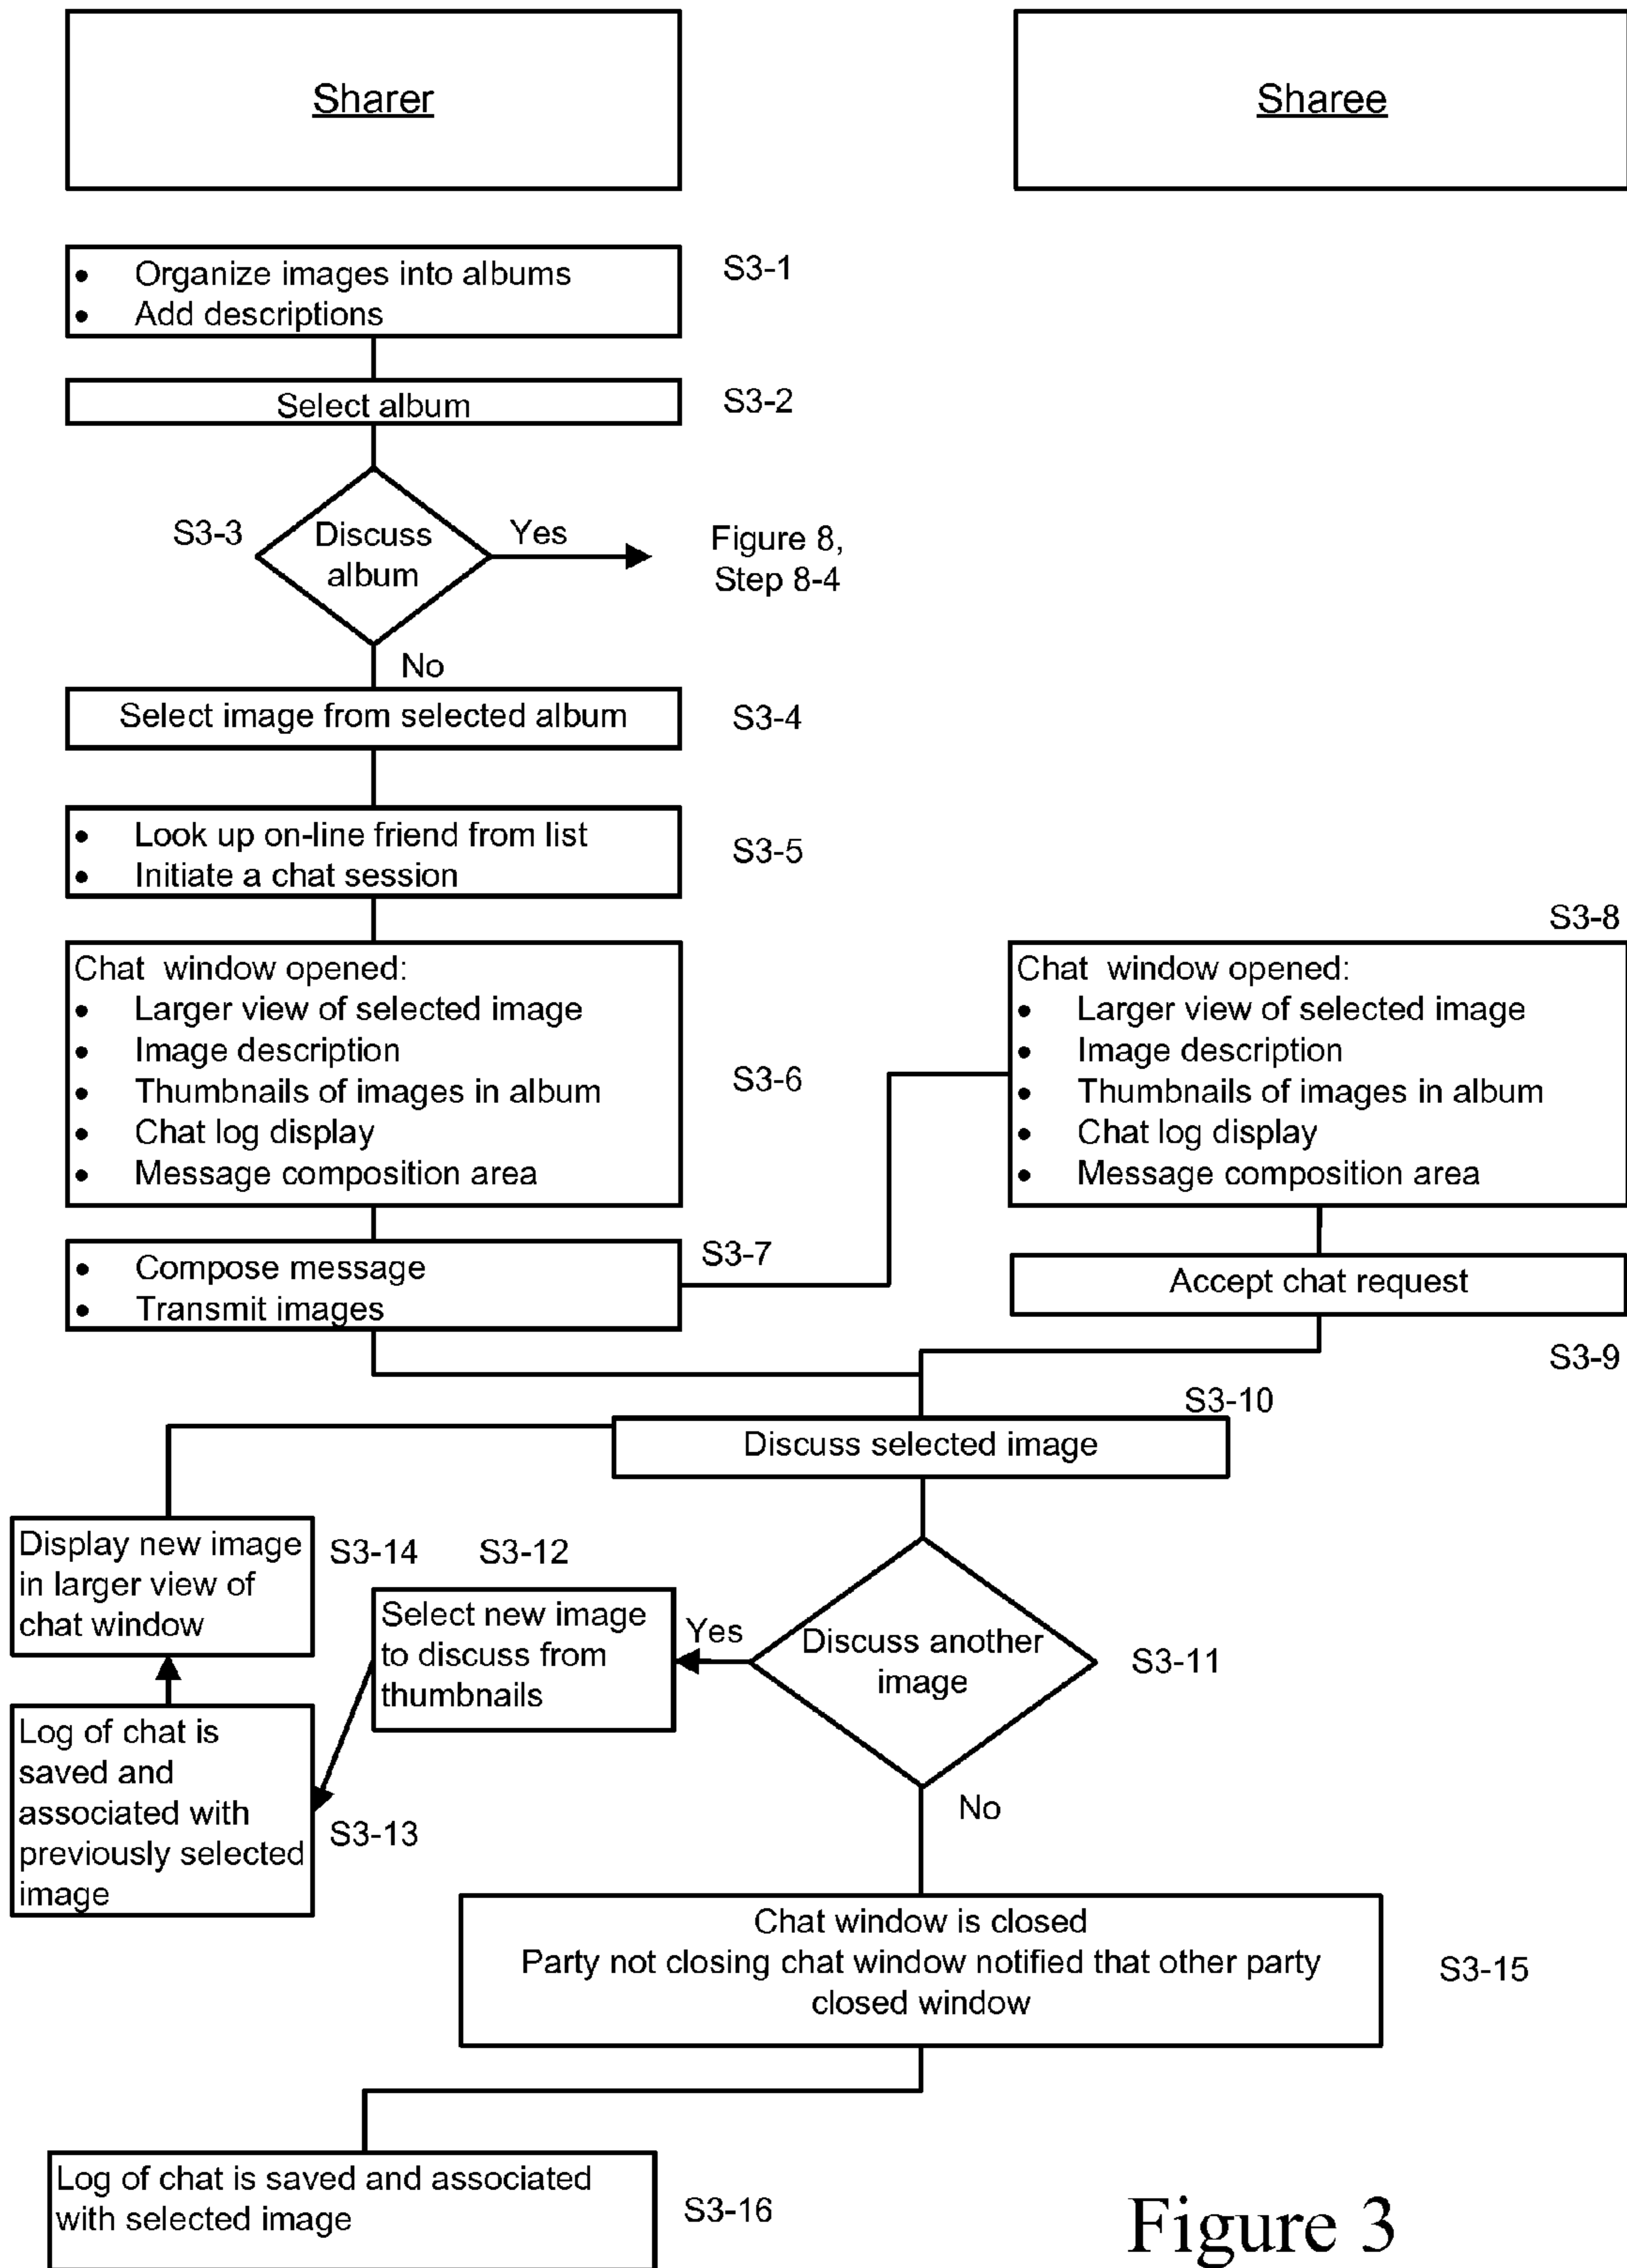 Sharer
Sharee
• Organize images into albums
• Add descriptions
S3-1
Select album
S3-2
S3-3
Discuss
album
Yes
Figure 8,
Step 8-4
No
Select image from selected album
S3-4
• Look up on-line friend from list
• Initiate a chat session
S3-5
Chat window opened:
• Larger view of selected image
• Image description
• Thumbnails of images in album
• Chat log display
• Message composition area
S3-6
S3-8
Chat window opened:
• Larger view of selected image
• Image description
• Thumbnails of images in album
• Chat log display
• Message composition area
• Compose message
• Transmit images
S3-7
Accept chat request
S3-9
S3-10
Discuss selected image
Discuss another
image
S3-11
Yes
S3-12
Select new image
to discuss from
thumbnails
Log of chat is
saved and
associated with
previously selected
image
S3-13
Display new image
in larger view of
chat window
S3-14
No
Chat window is closed
Party not closing chat window notified that other party
closed window
S3-15
Log of chat is saved and associated
with selected image
S3-16
Figure 3